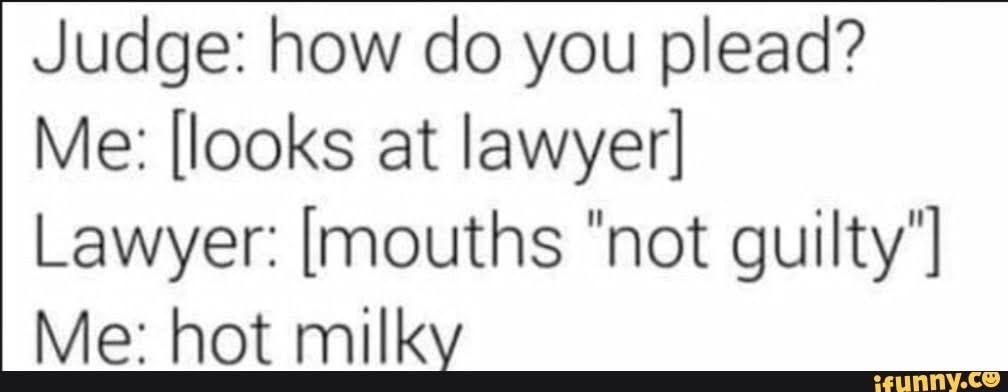 Judge: how do you plead?
Me: [looks at lawyer]
Lawyer: [mouths "not guilty"]
Me: hot milky
ifunny.co